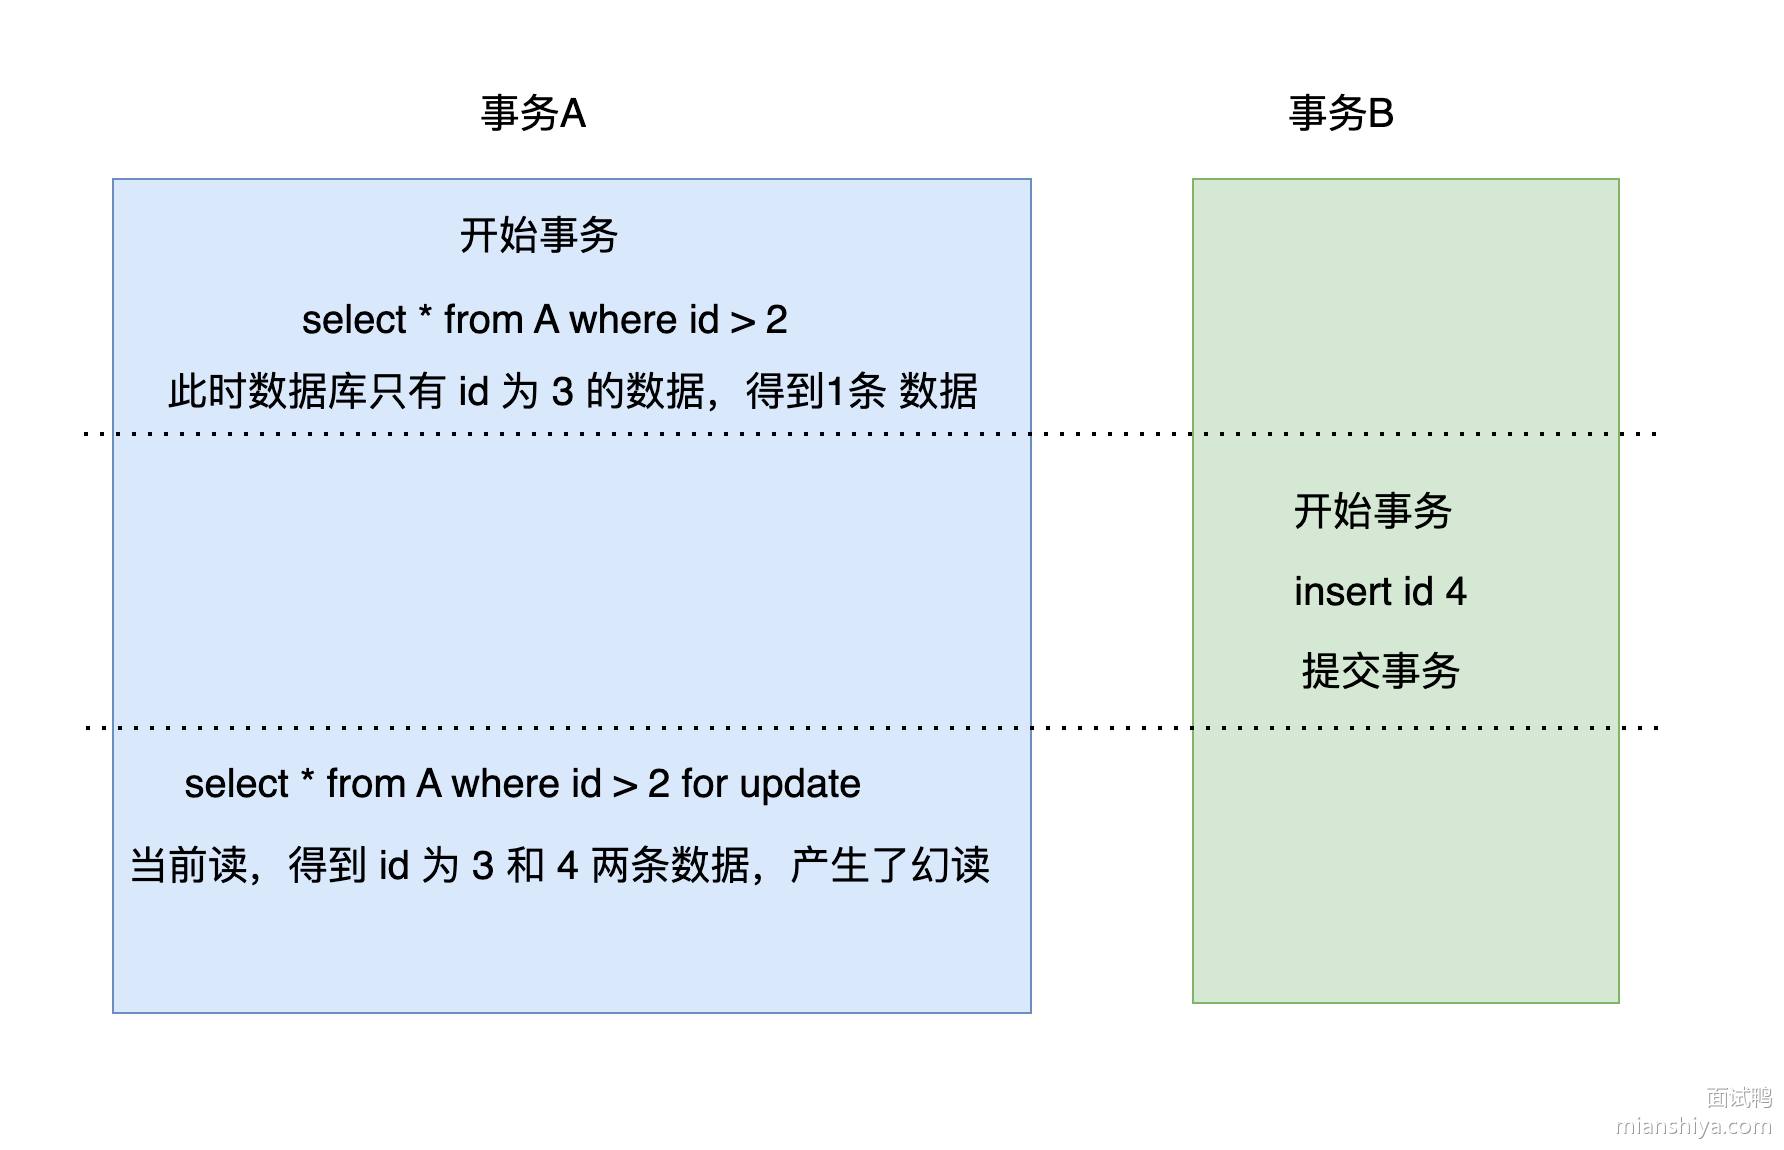 事务A
事务B
开始事务
select * from A where id > 2
此时数据库只有 id 为 3 的数据，得到1条 数据
开始事务
insert id 4
提交事务
select * from A where id > 2 for update
当前读，得到 id 为 3 和 4 两条数据，产生了幻读
面试鸭
mianshiya.com